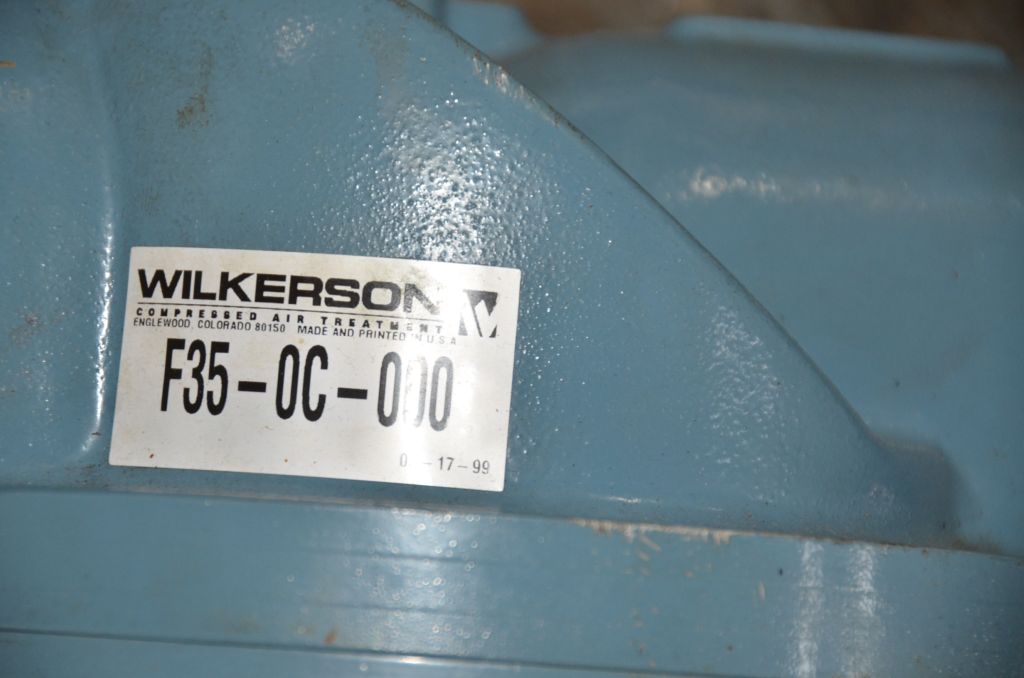 WILKERSON
COMPRESSED AIR TREATMENT
ENGLEWOOD, COLORADO 80150 MADE AND PRINTED IN U.S.A.
F35-0C-000
-17-99